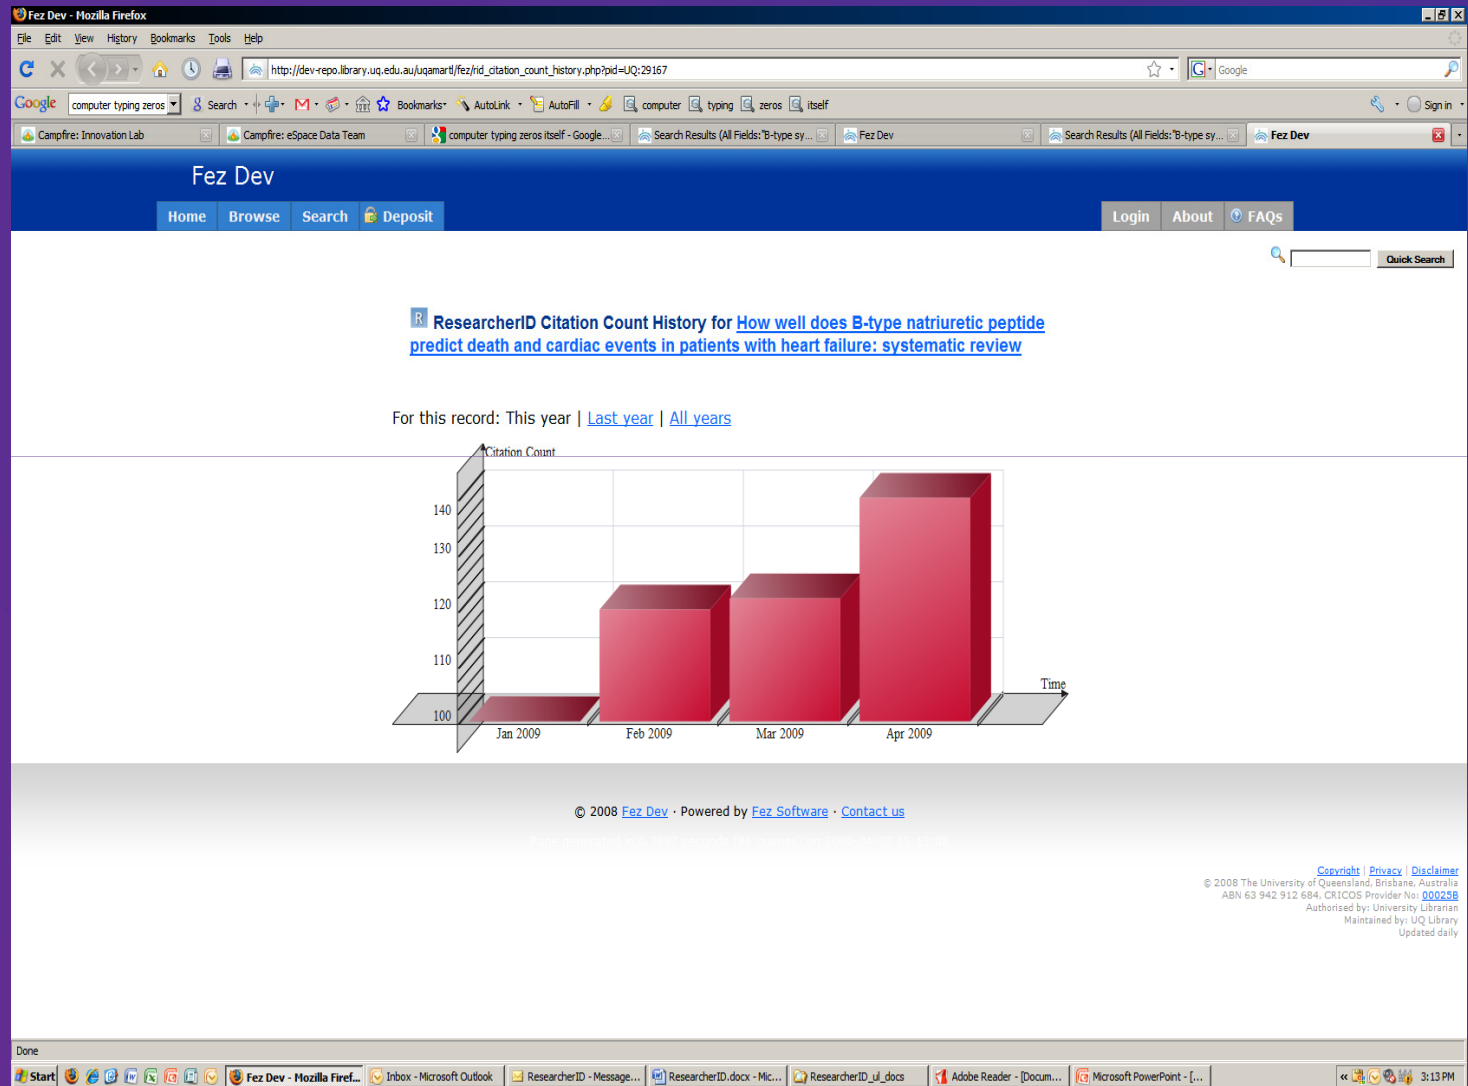 Fez Dev - Mozilla Firefox
File Edit View History Bookmarks Tools Help
http://dev-repo.library.uq.edu.au/uqamartl/fez/rid_citation_count_history.php?pid=UQ:29167
G Google
Google computer typing zeros Search Bookmarks AutoLink AutoFill computer typing zeros itself Sign in
Campfire: Innovation Lab Campfire: eSpace Data Team computer typing zeros itself - Google... Search Results (All Fields:"B-type sy... Fez Dev Search Results (All Fields:"B-type sy... Fez Dev
Fez Dev
Home Browse Search Deposit Login About FAQs
Quick Search
R ResearcherID Citation Count History for How well does B-type natriuretic peptide
predict death and cardiac events in patients with heart failure: systematic review
For this record: This year | Last year | All years
Citation Count
140
130
120
110
100
Time
Jan 2009 Feb 2009 Mar 2009 Apr 2009
© 2008 Fez Dev · Powered by Fez Software · Contact us
Copyright | Privacy | Disclaimer
© 2008 The University of Queensland, Brisbane, Australia
ABN 63 942 912 684, CRICOS Provider No: 00025B
Authorised by: University Librarian
Maintained by: UQ Library
Updated daily
Done
Start Fez Dev - Mozilla Firef... Inbox - Microsoft Outlook ResearcherID - Message... ResearcherID.docx - Mic... ResearcherID_ul_docs Adobe Reader - [Docum... Microsoft PowerPoint - [... « 3:13 PM